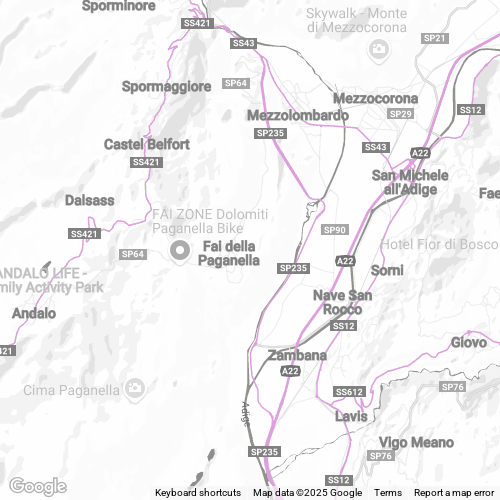 Sporminore
SS421
SS43
Skywalk - Monte
di Mezzocorona
SP21
Spormaggiore
SP64
Mezzocorona
SS12
Mezzolombardo
SP29
SP235
Castel Belfort
SS43
A22
SS421
San Michele
all'Adige
Dalsass
Fae
FAI ZONE Dolomiti
Paganella Bike
SS421
SP90
Fai della
Paganella
Hotel Fior di Bosco
SP64
A22
SP235
Sorni
ANDALO LIFE -
mily Activity Park
Nave San
Rocco
Andalo
SS12
Giovo
421
Zambana
A22
Cima Paganella
SS612
SP76
Adige
Lavis
Vigo Meano
SP235
SP76
SS12
Google
Keyboard shortcuts
Map data ©2025 Google
Terms
Report a map error